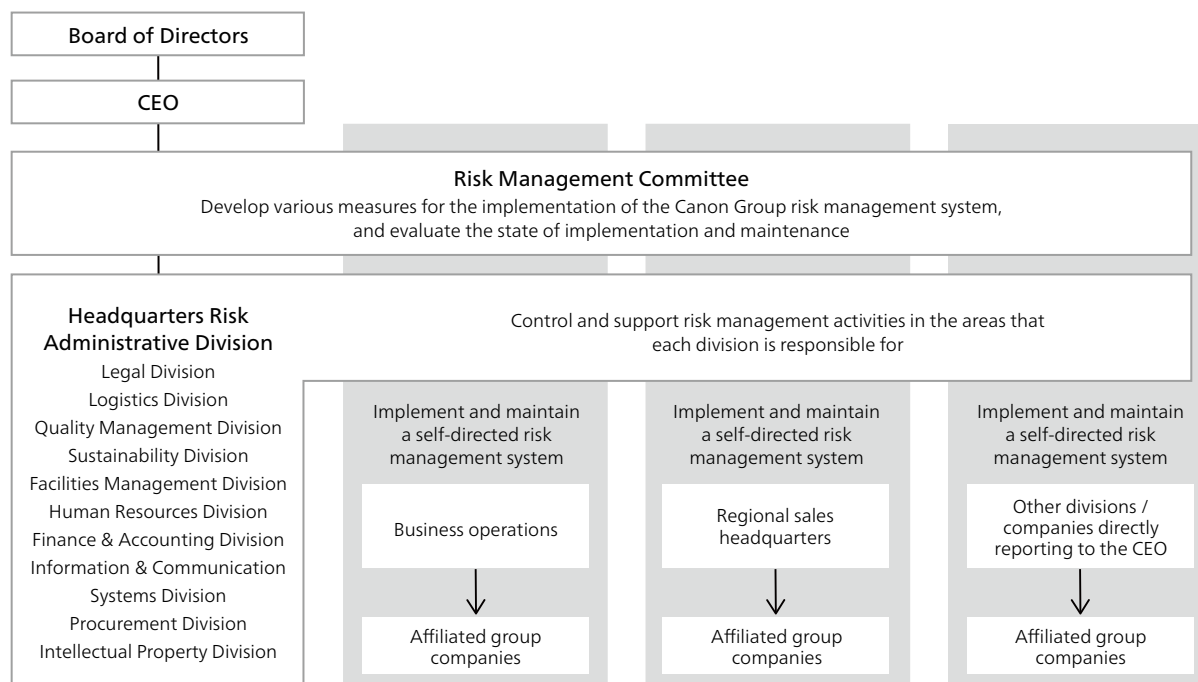 Board of Directors
CEO
Risk Management Committee
Develop various measures for the implementation of the Canon Group risk management system,
and evaluate the state of implementation and maintenance
Headquarters Risk
Administrative Division
Legal Division
Logistics Division
Quality Management Division
Sustainability Division
Facilities Management Division
Human Resources Division
Finance & Accounting Division
Information & Communication
Systems Division
Procurement Division
Intellectual Property Division
Control and support risk management activities in the areas that
each division is responsible for
Implement and maintain
a self-directed risk
management system
Business operations
Affiliated group
companies
Implement and maintain
a self-directed risk
management system
Regional sales
headquarters
Affiliated group
companies
Implement and maintain
a self-directed risk
management system
Other divisions /
companies directly
reporting to the CEO
Affiliated group
companies